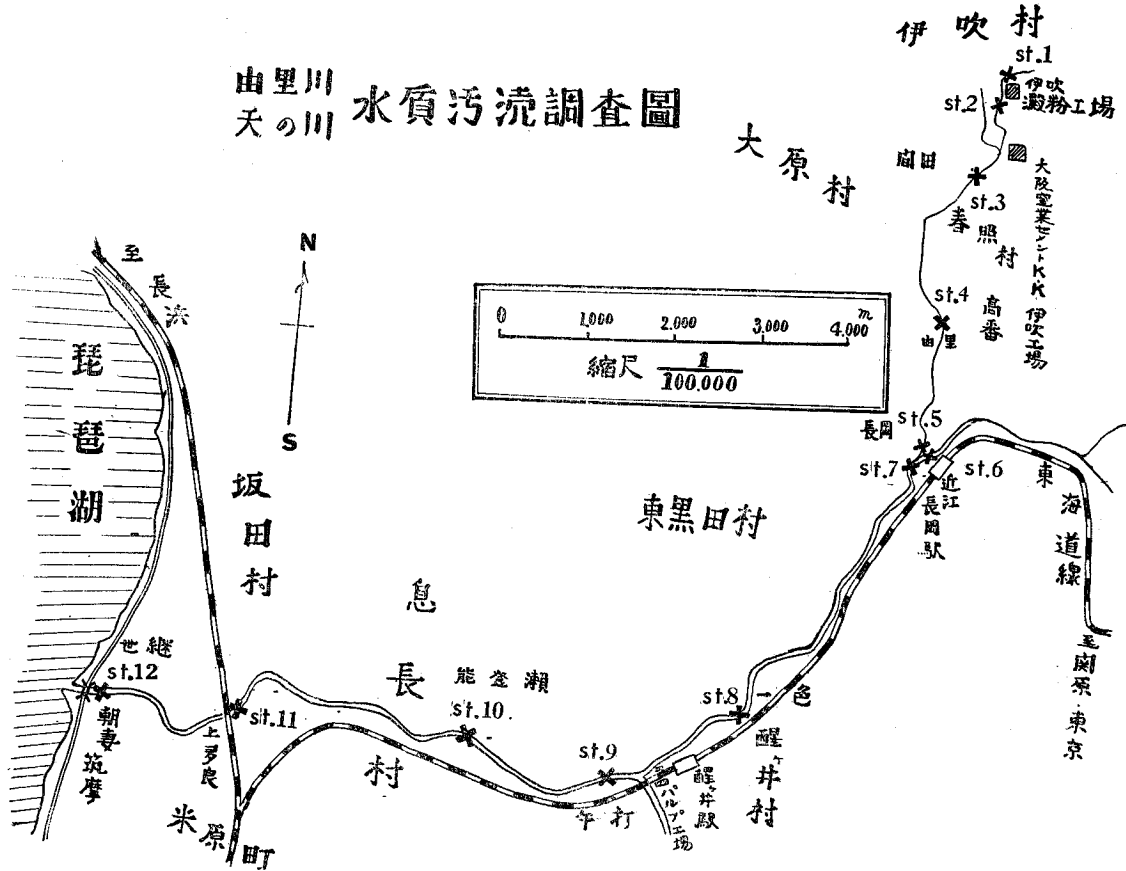 由里川
天の川
水質汚涜調査圖
伊吹村
st.1
伊吹
澱粉工場
st.2
間田
大原村
st.3
春照村
大阪窯業セメントK.K 伊吹工場
st.4
高番
由里
N
S
0 1,000 2,000 3,000 4,000 m
縮尺 1/100.000
至長浜
琵琶湖
坂田村
st.5
長岡
st.7
st.6
近江長岡駅
東海道線
至関原・東京
東黒田村
息長村
能登瀬
st.10
st.8
一色
醒ヶ井村
醒ヶ井駅
st.9
パルプ工場
世継
st.12
朝妻筑摩
st.11
上多良
米原町